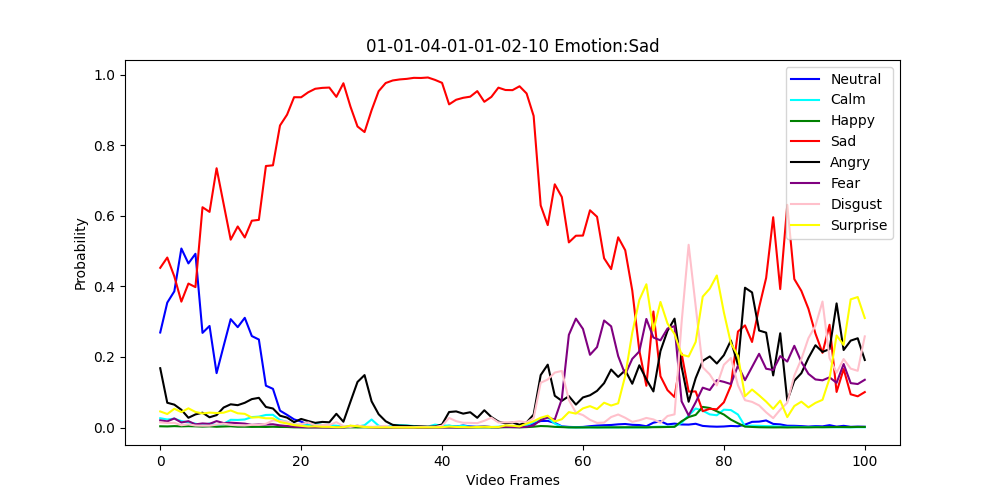 01-01-04-01-01-02-10 Emotion:Sad
1.0
0.8
0.6
0.4
0.2
0.0
Probability
0
20
40
60
80
100
Video Frames
Neutral
Calm
Happy
Sad
Angry
Fear
Disgust
Surprise